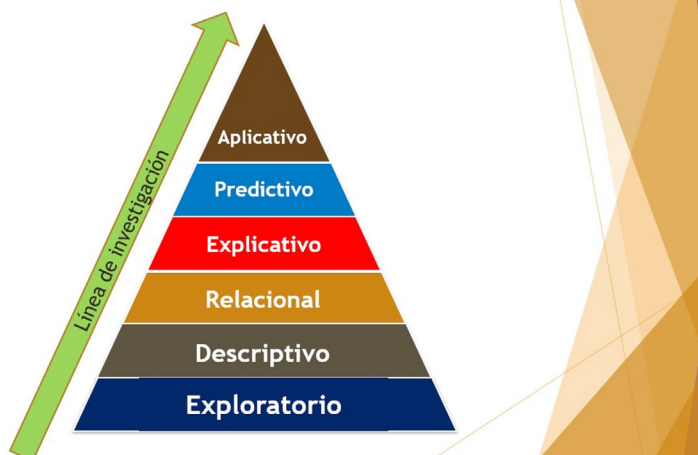 Línea de investigación
Aplicativo
Predictivo
Explicativo
Relacional
Descriptivo
Exploratorio